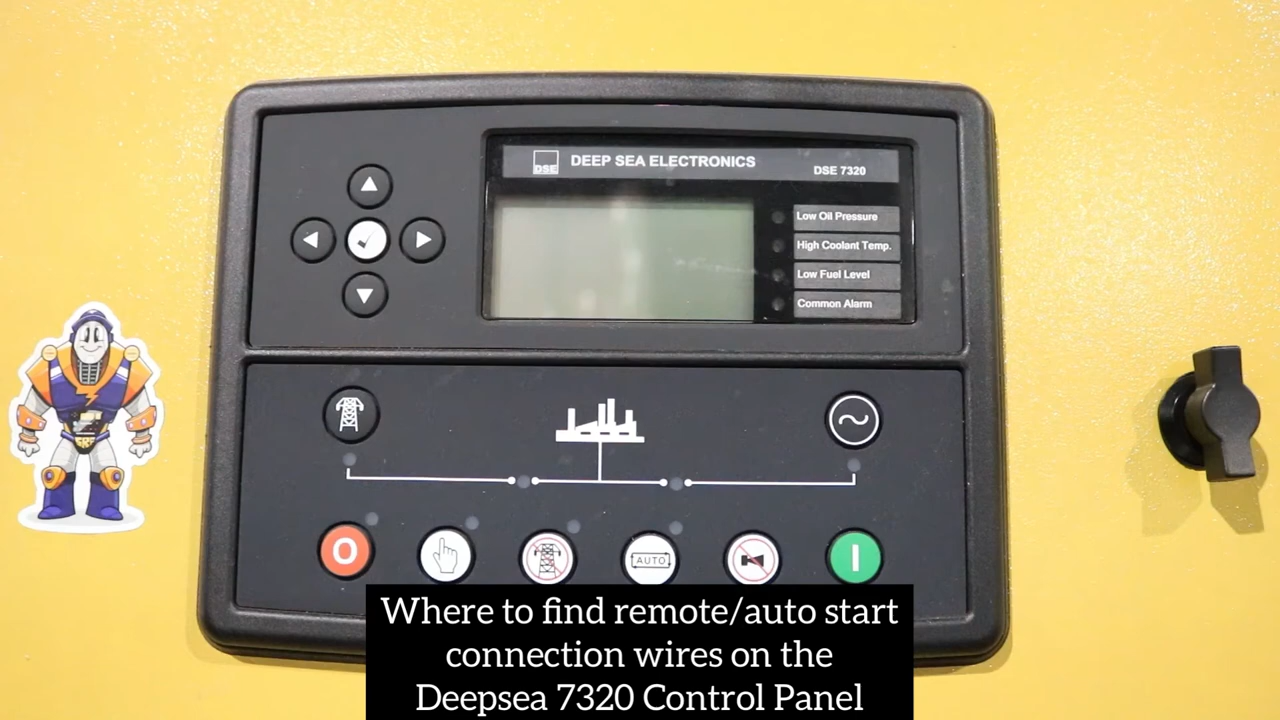 DSE
DEEP SEA ELECTRONICS
DSE 7320
Low Oil Pressure
High Coolant Temp.
Low Fuel Level
Common Alarm
O
AUTO
I
Where to find remote/auto start
connection wires on the
Deepsea 7320 Control Panel